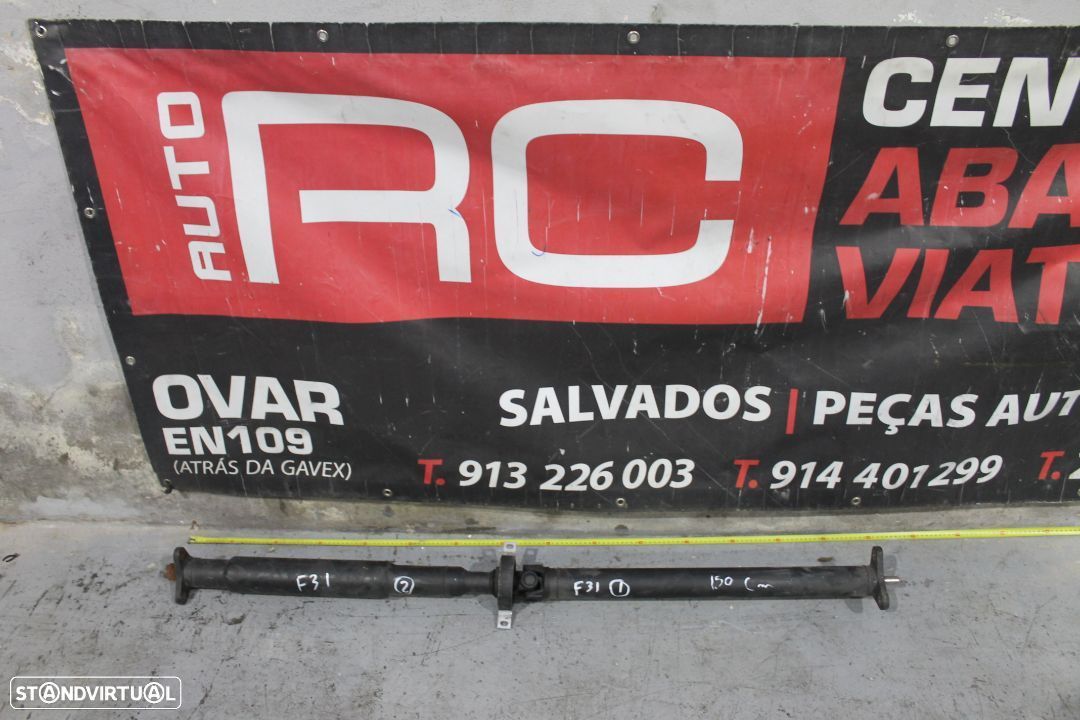 AUTO
RC
CEN
ABA
VIAT
OVAR
EN109
(ATRÁS DA GAVEX)
SALVADOS | PEÇAS AUT
T. 913 226 003 T. 914 401 299 T. 2
F31 2 F31 1 150 Cm
STANDVIRTUAL